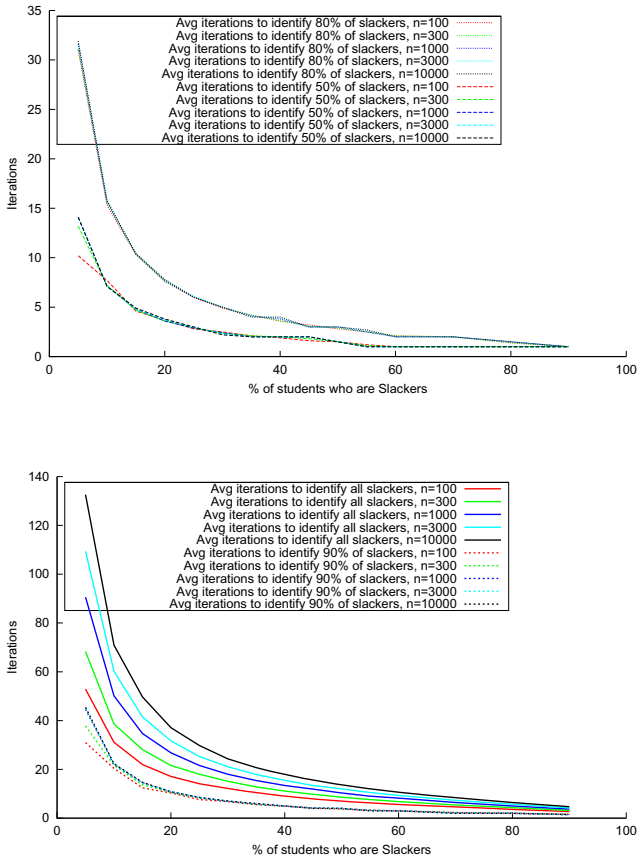 35
30
25
20
15
10
5
0
Iterations
Avg iterations to identify 80% of slackers, n=100
Avg iterations to identify 80% of slackers, n=300
Avg iterations to identify 80% of slackers, n=1000
Avg iterations to identify 80% of slackers, n=3000
Avg iterations to identify 80% of slackers, n=10000
Avg iterations to identify 50% of slackers, n=100
Avg iterations to identify 50% of slackers, n=300
Avg iterations to identify 50% of slackers, n=1000
Avg iterations to identify 50% of slackers, n=3000
Avg iterations to identify 50% of slackers, n=10000
0 20 40 60 80 100
% of students who are Slackers
140
120
100
80
60
40
20
0
Iterations
Avg iterations to identify all slackers, n=100
Avg iterations to identify all slackers, n=300
Avg iterations to identify all slackers, n=1000
Avg iterations to identify all slackers, n=3000
Avg iterations to identify all slackers, n=10000
Avg iterations to identify 90% of slackers, n=100
Avg iterations to identify 90% of slackers, n=300
Avg iterations to identify 90% of slackers, n=1000
Avg iterations to identify 90% of slackers, n=3000
Avg iterations to identify 90% of slackers, n=10000
0 20 40 60 80 100
% of students who are Slackers